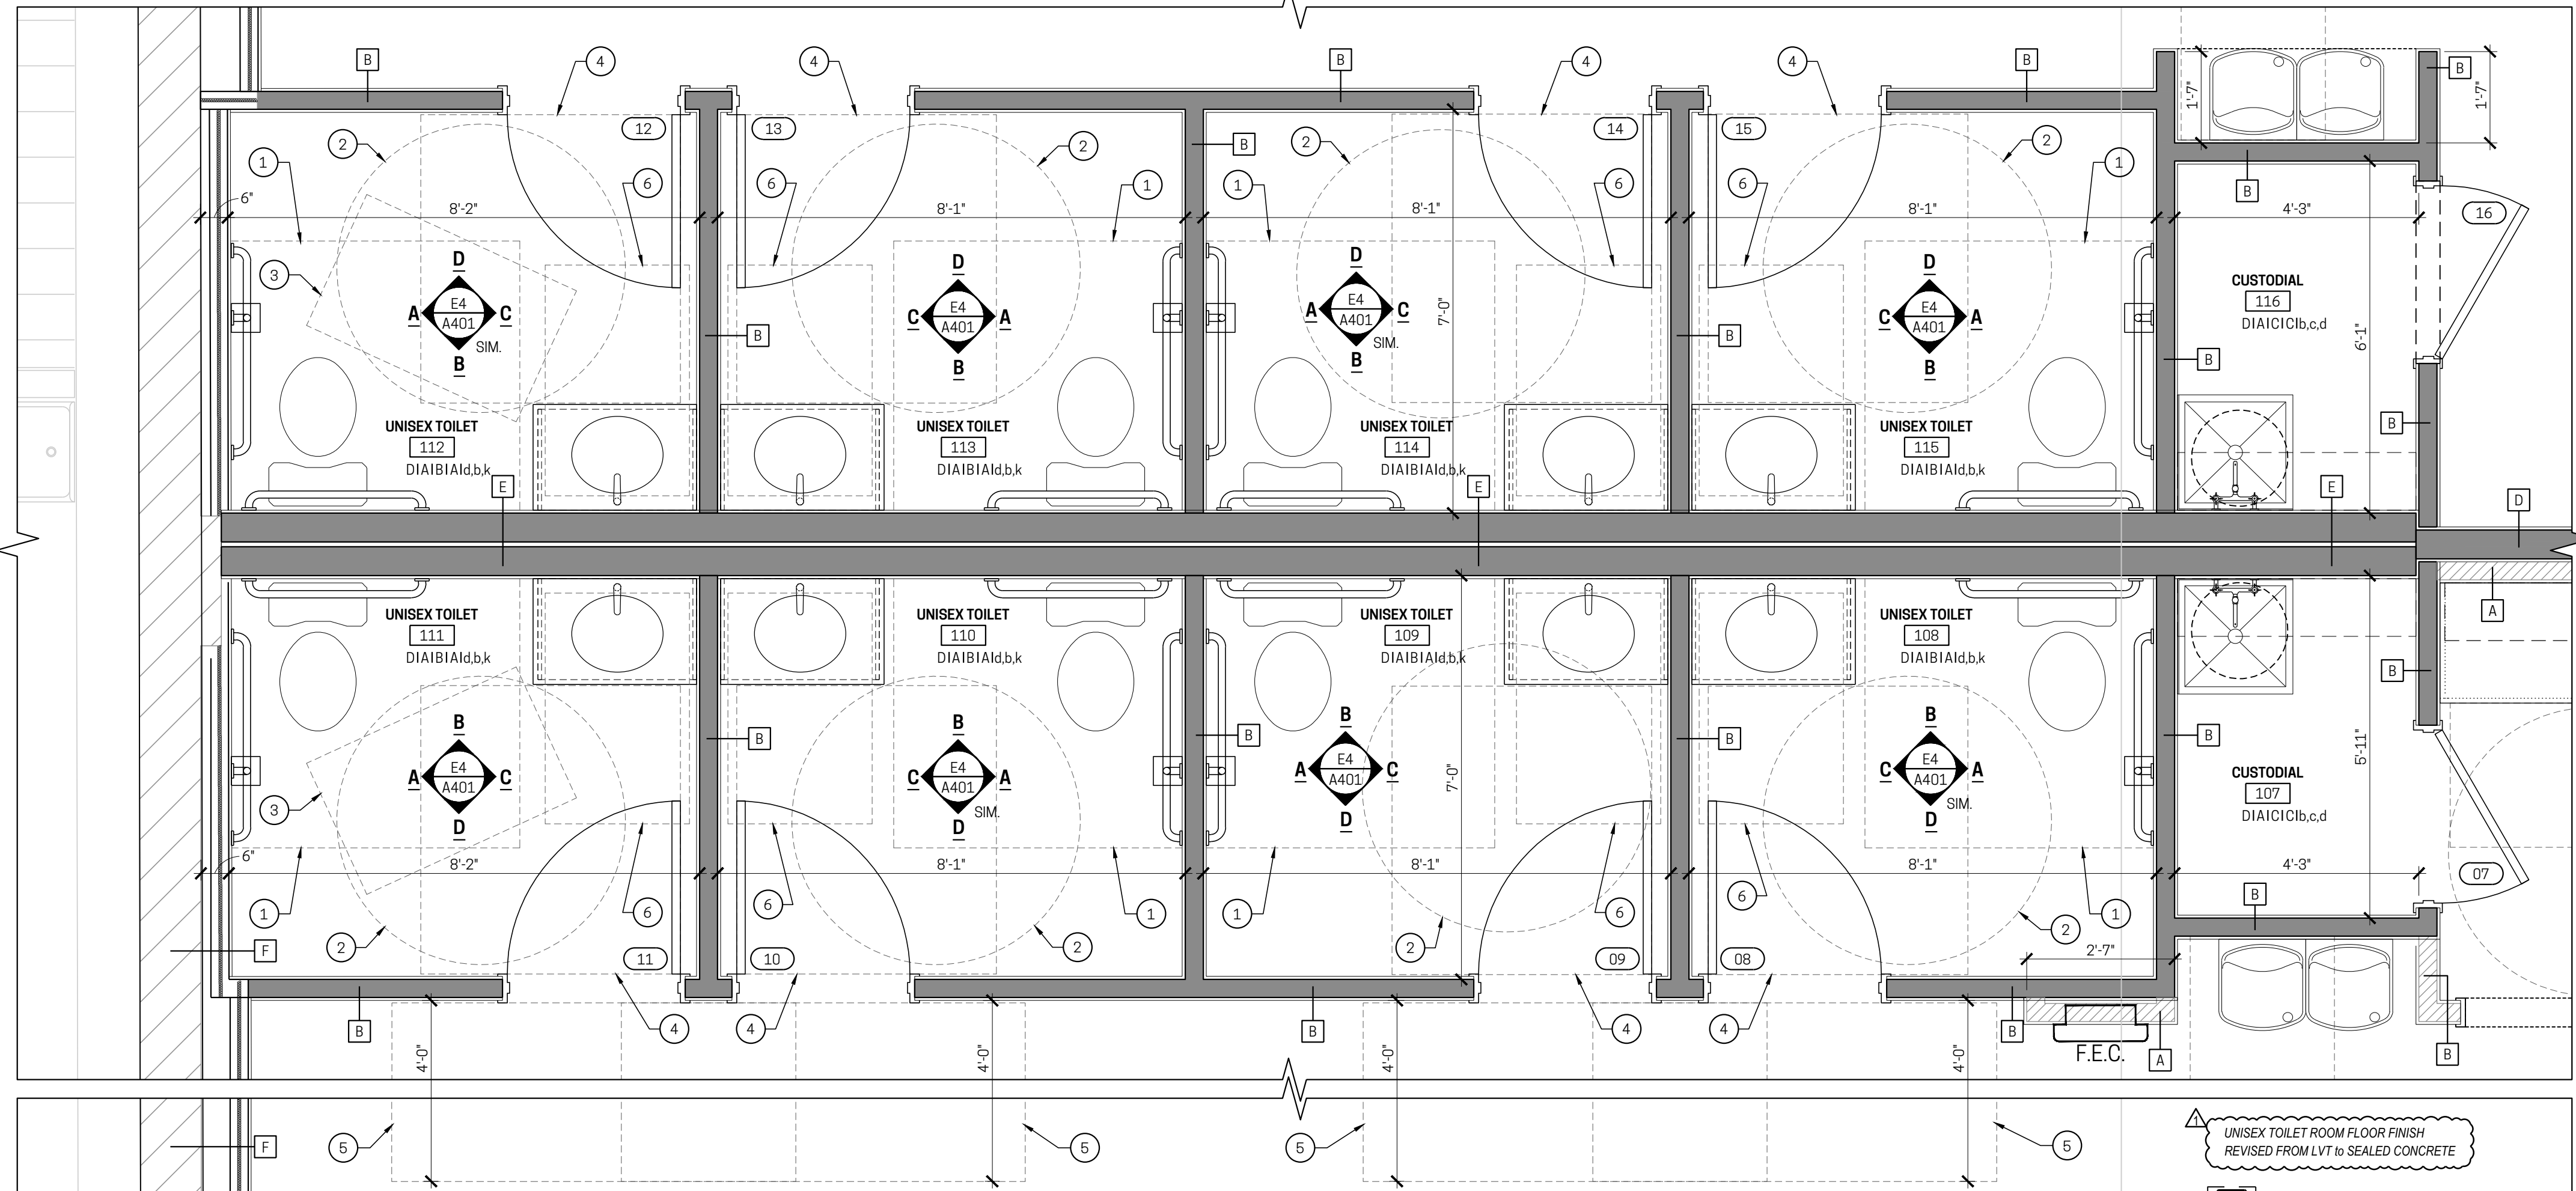 B
4
4
B
4
4
B
B
1'-7"
1'-7"
12
13
14
15
2
2
2
2
1
1
1
1
B
6
6
6
6
B
6"
8'-2"
8'-1"
8'-1"
8'-1"
4'-3"
16
3
D
A E4 C
A401
B
SIM.
D
C E4 A
A401
B
D
A E4 C
A401
B
SIM.
D
C E4 A
A401
B
7'-0"
B
B
B
CUSTODIAL
116
DIAICICIb,c,d
6'-1"
B
UNISEX TOILET
112
DIAIBIAId,b,k
UNISEX TOILET
113
DIAIBIAId,b,k
UNISEX TOILET
114
DIAIBIAId,b,k
UNISEX TOILET
115
DIAIBIAId,b,k
E
E
E
D
A
UNISEX TOILET
111
DIAIBIAId,b,k
UNISEX TOILET
110
DIAIBIAId,b,k
UNISEX TOILET
109
DIAIBIAId,b,k
UNISEX TOILET
108
DIAIBIAId,b,k
B
B
A E4 C
A401
D
B
C E4 A
A401
SIM.
D
B
A E4 C
A401
D
B
C E4 A
A401
SIM.
D
B
B
B
B
7'-0"
5'-11"
CUSTODIAL
107
DIAICICIb,c,d
3
6"
8'-2"
8'-1"
8'-1"
8'-1"
4'-3"
07
1
6
6
1
1
6
6
1
B
F
2
11
10
2
2
09
08
2
2'-7"
B
4
4
B
4
4
B
F.E.C.
A
B
4'-0"
4'-0"
4'-0"
4'-0"
F
5
5
5
5
1
UNISEX TOILET ROOM FLOOR FINISH
REVISED FROM LVT to SEALED CONCRETE